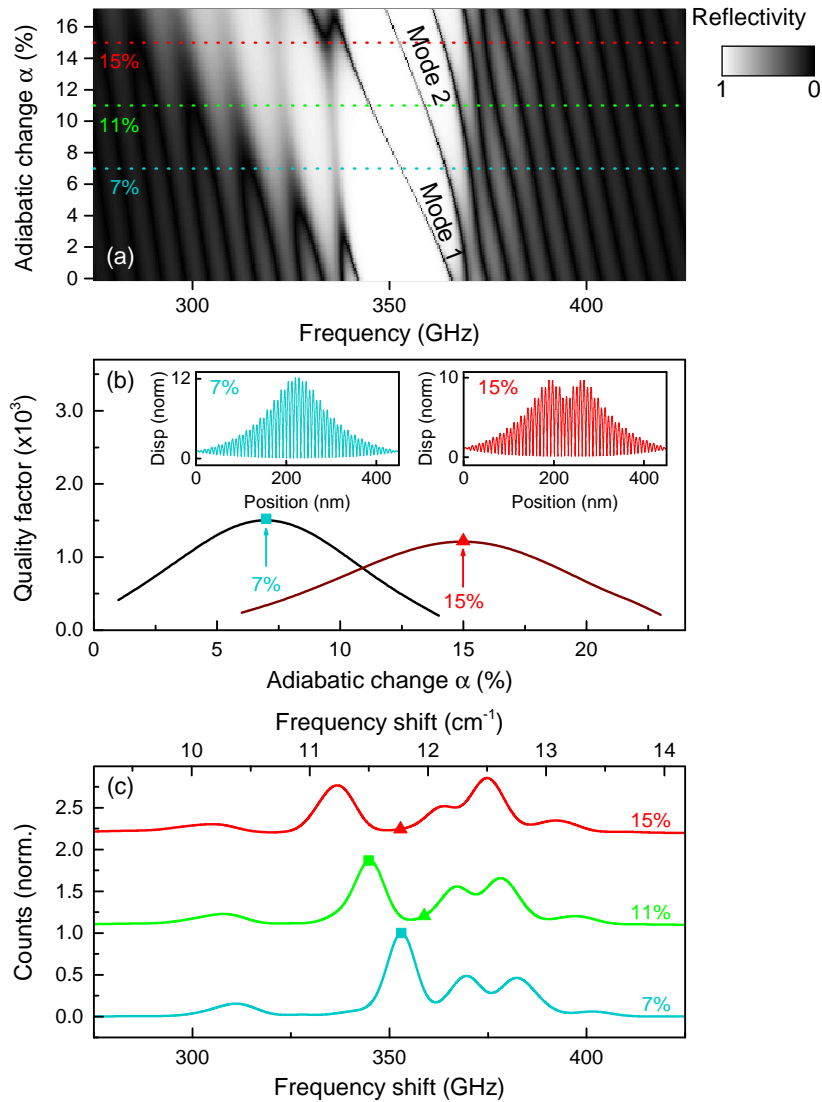 Reflectivity
1 0
Adiabatic change α (%)
16
14
12
10
8
6
4
2
0
15%
11%
7%
Mode 2
Mode 1
(a)
300 350 400
Frequency (GHz)
(b)
Quality factor (x10³)
3.0
2.0
1.0
0.0
7%
Disp (norm)
12
0
0 200 400
Position (nm)
15%
Disp (norm)
10
0
0 200 400
Position (nm)
7%
15%
0 5 10 15 20
Adiabatic change α (%)
Frequency shift (cm⁻¹)
10 11 12 13 14
(c)
Counts (norm.)
2.5
2.0
1.5
1.0
0.5
0.0
15%
11%
7%
300 350 400
Frequency shift (GHz)